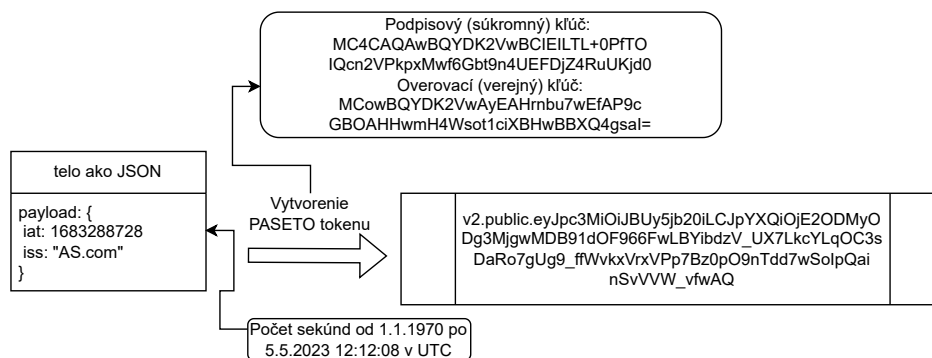 Podpisový (súkromný) kľúč:
MC4CAQAwBQYDK2VwBCIEILTL+0PfTO
IQcn2VPkpxMwf6Gbt9n4UEFDjZ4RuUKjd0
Overovací (verejný) kľúč:
MCowBQYDK2VwAyEAHrnbu7wEfAP9c
GBOAHHwmH4Wsot1ciXBHwBBXQ4gsaI=
telo ako JSON
payload: {
iat: 1683288728
iss: "AS.com"
}
Vytvorenie
PASETO tokenu
v2.public.eyJpc3MiOiJBUy5jb20iLCJpYXQiOjE2ODMyO
Dg3MjgwMDB91dOF966FwLBYibdzV_UX7LkcYLqOC3s
DaRo7gUg9_ffWvkxVrxVPp7Bz0pO9nTdd7wSoIpQai
nSvVVW_vfwAQ
Počet sekúnd od 1.1.1970 po
5.5.2023 12:12:08 v UTC